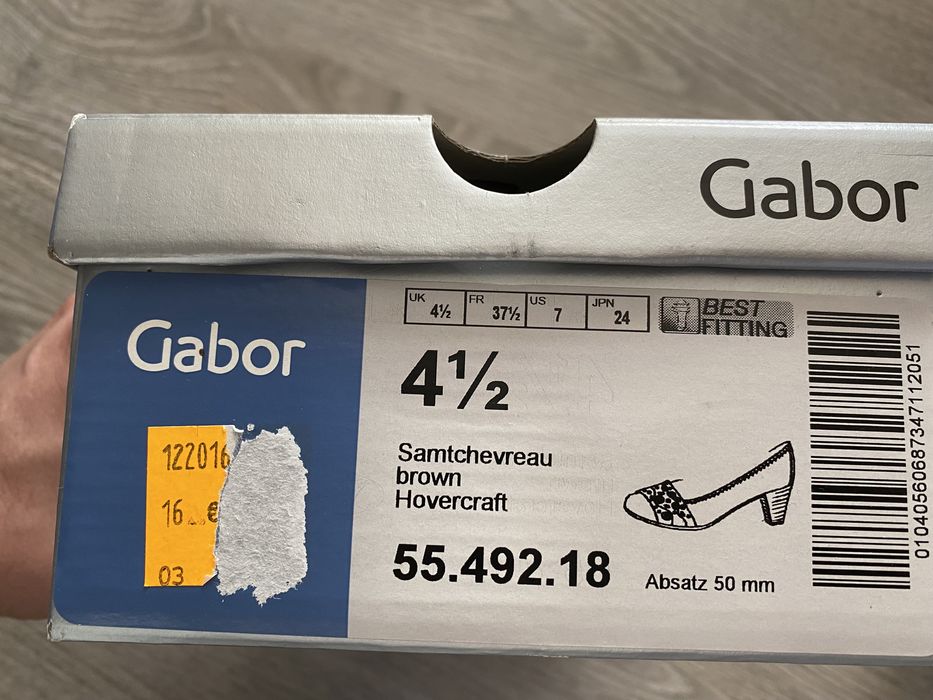 Gabor
Gabor
UK 4½ FR 37½ US 7 JPN 24
BEST
FITTING
4½
Samtchevreau
brown
Hovercraft
55.492.18
Absatz 50 mm
122016
16 €
03